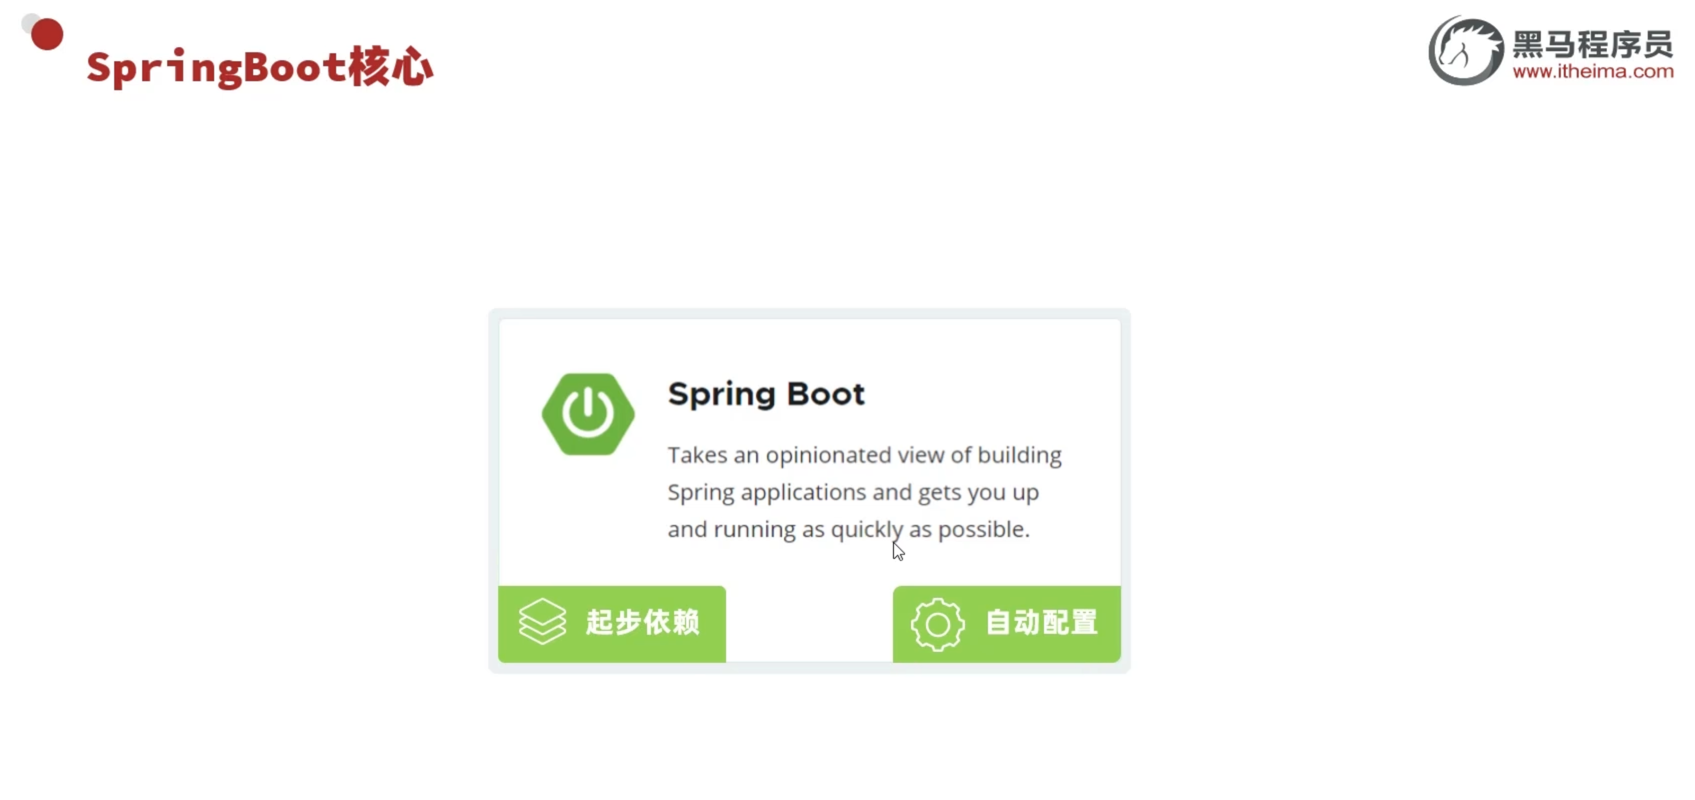 SpringBoot核心
黑马程序员
www.itheima.com
Spring Boot
Takes an opinionated view of building
Spring applications and gets you up
and running as quickly as possible.
起步依赖
自动配置